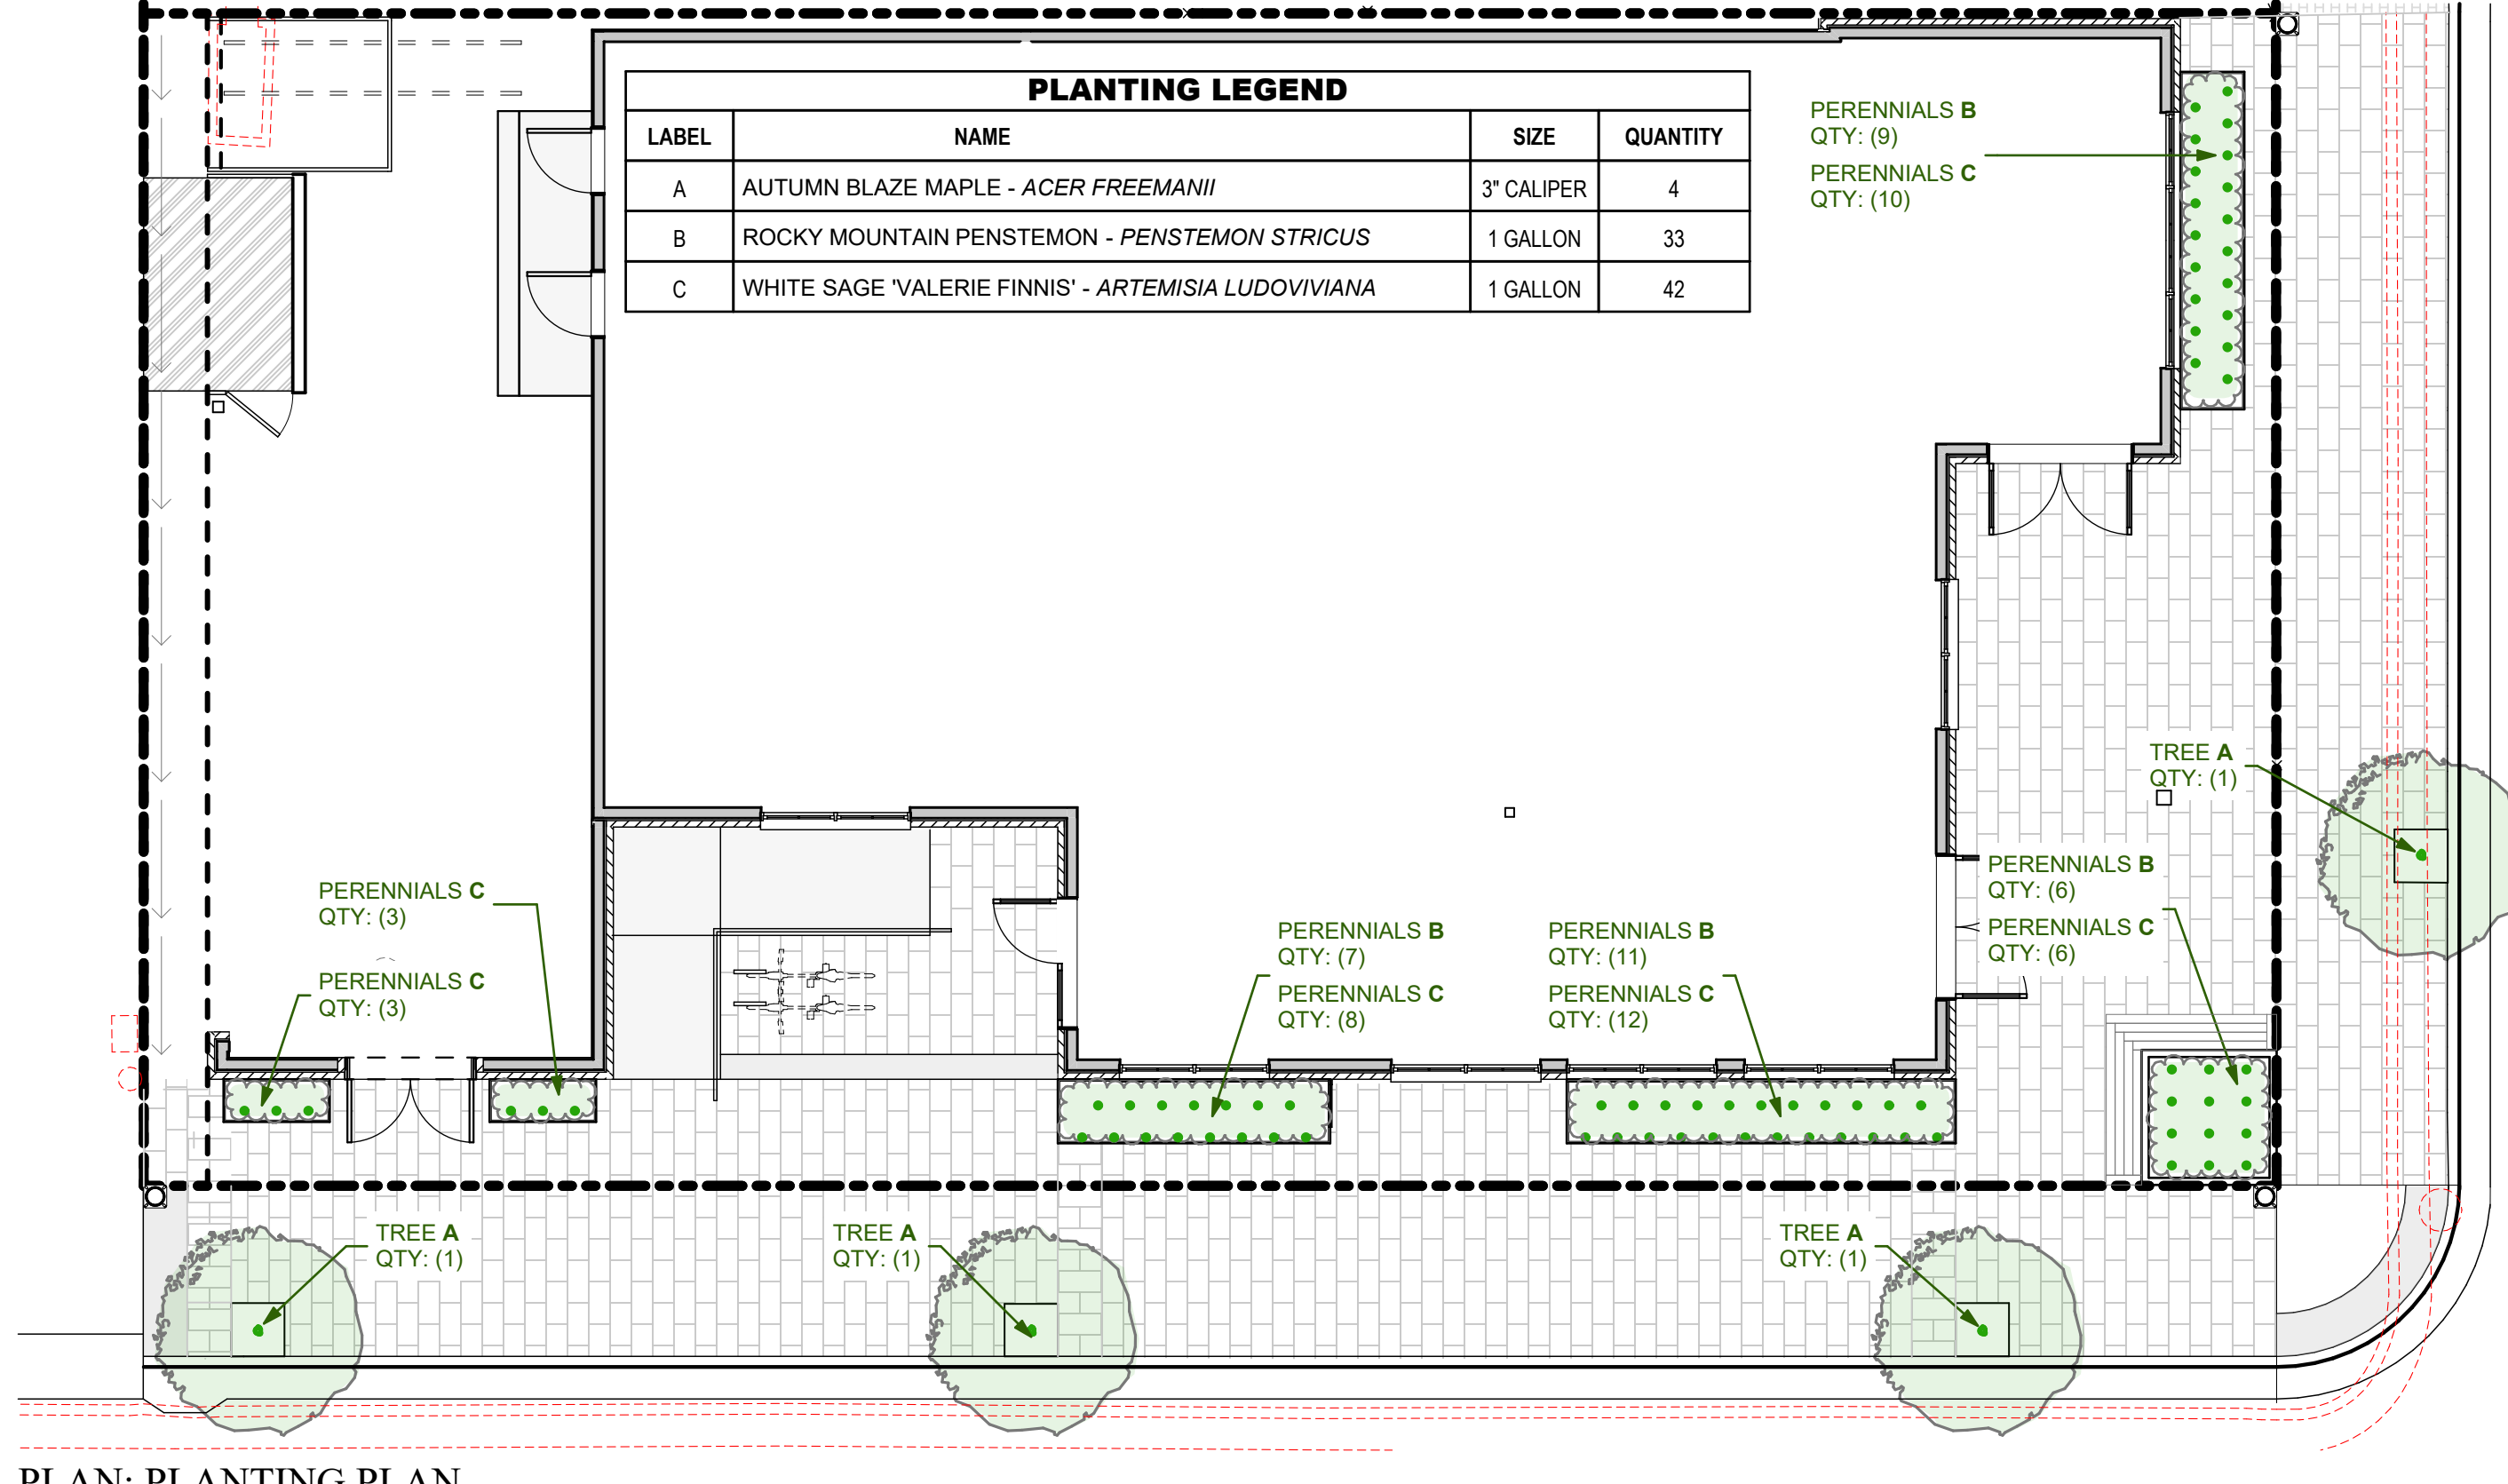 PLANTING LEGEND
LABEL NAME SIZE QUANTITY
A AUTUMN BLAZE MAPLE - ACER FREEMANII 3" CALIPER 4
B ROCKY MOUNTAIN PENSTEMON - PENSTEMON STRICUS 1 GALLON 33
C WHITE SAGE 'VALERIE FINNIS' - ARTEMISIA LUDOVIVIANA 1 GALLON 42
PERENNIALS B
QTY: (9)
PERENNIALS C
QTY: (10)
TREE A
QTY: (1)
PERENNIALS B
QTY: (6)
PERENNIALS C
QTY: (6)
PERENNIALS C
QTY: (3)
PERENNIALS C
QTY: (3)
PERENNIALS B
QTY: (7)
PERENNIALS C
QTY: (8)
PERENNIALS B
QTY: (11)
PERENNIALS C
QTY: (12)
TREE A
QTY: (1)
TREE A
QTY: (1)
TREE A
QTY: (1)
PLAN: PLANTING PLAN